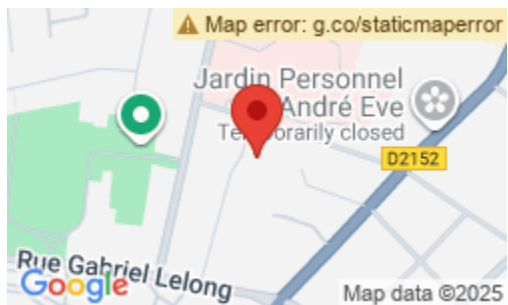 Map error: g.co/staticmaperror
Jardin Personnel
André Eve
Temporarily closed
D2152
Rue Gabriel Lelong
Google
Map data ©2025